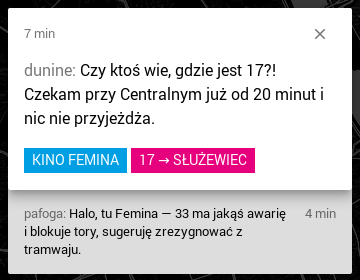 7 min ×
dunine: Czy ktoś wie, gdzie jest 17?!
Czekam przy Centralnym już od 20 minut i
nic nie przyjeżdża.
KINO FEMINA 17 → SŁUŻEWIEC
pafoga: Halo, tu Femina — 33 ma jakąś awarię 4 min
i blokuje tory, sugeruję zrezygnować z
tramwaju.